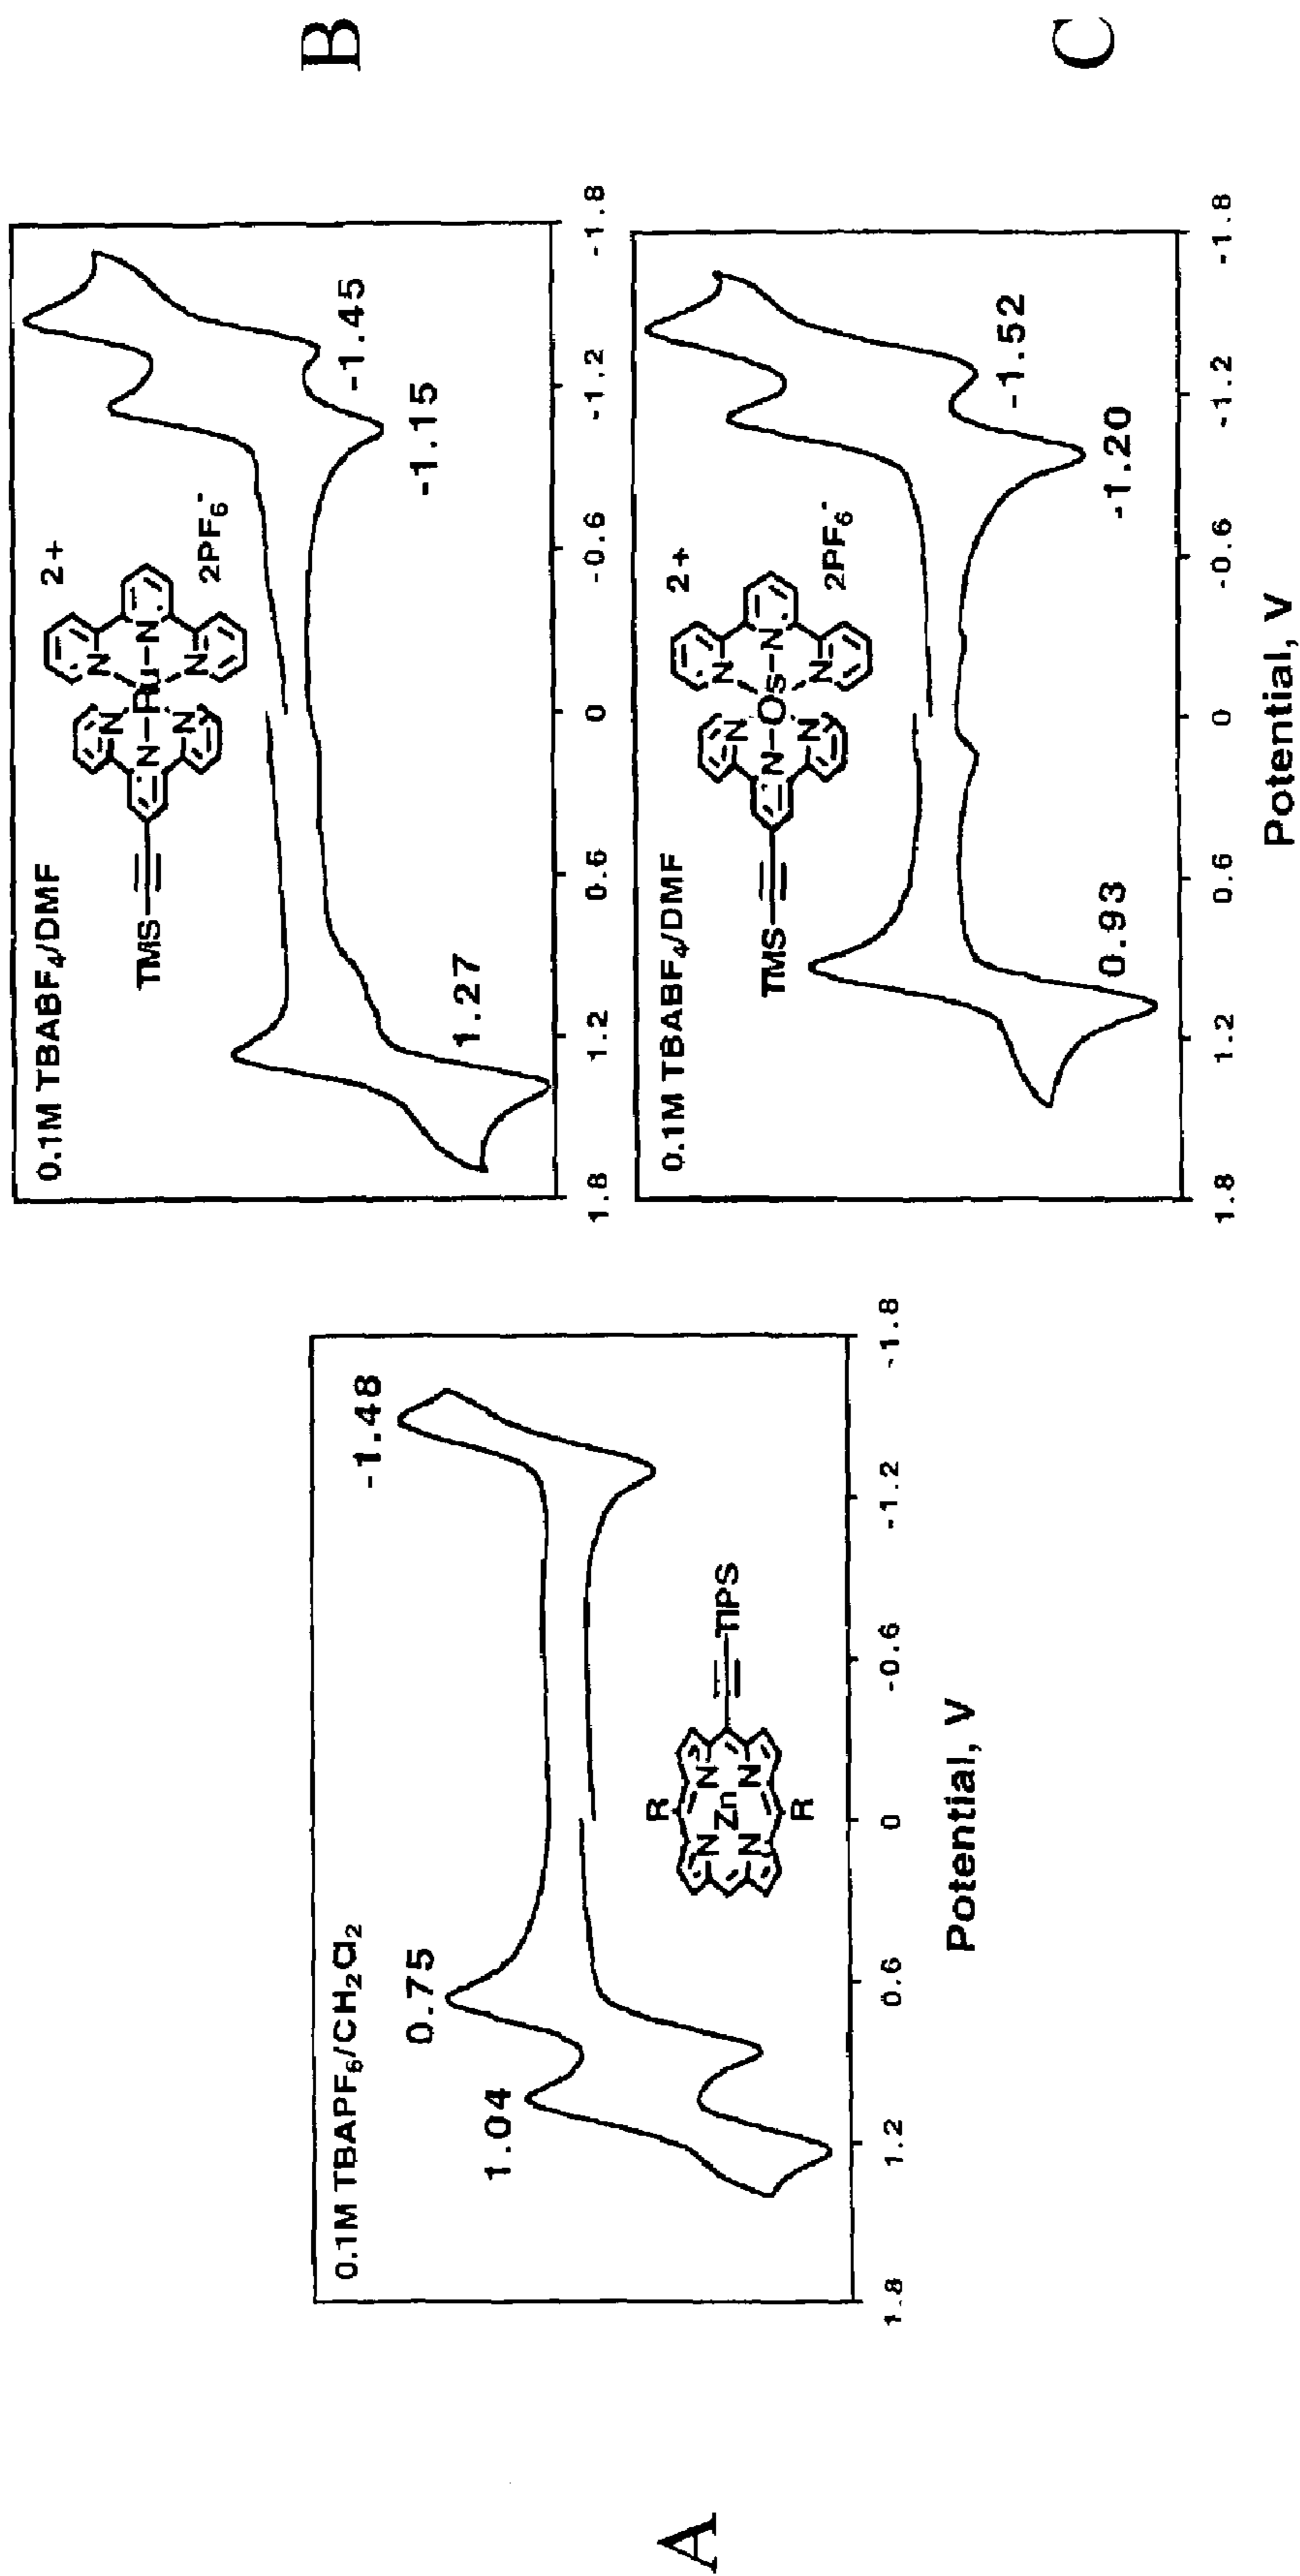 A
0.1M TBAPF6/CH2Cl2
1.04
0.75
-1.48
R
N
N
Zn
N
N
R
TIPS
1.8
1.2
0.6
0
-0.6
-1.2
-1.8
Potential, V
B
0.1M TBABF4/DMF
TMS
N
N
N
Ru
N
N
N
2+
2PF6-
1.27
-1.15
-1.45
1.8
1.2
0.6
0
-0.6
-1.2
-1.8
C
0.1M TBABF4/DMF
TMS
N
N
N
Os
N
N
N
2+
2PF6-
0.93
-1.20
-1.52
1.8
1.2
0.6
0
-0.6
-1.2
-1.8
Potential, V